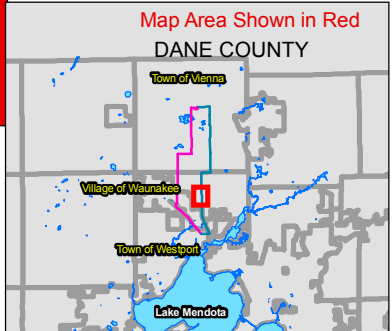 Map Area Shown in Red
DANE COUNTY
Town of Vienna
Village of Waunakee
Town of Westport
Lake Mendota